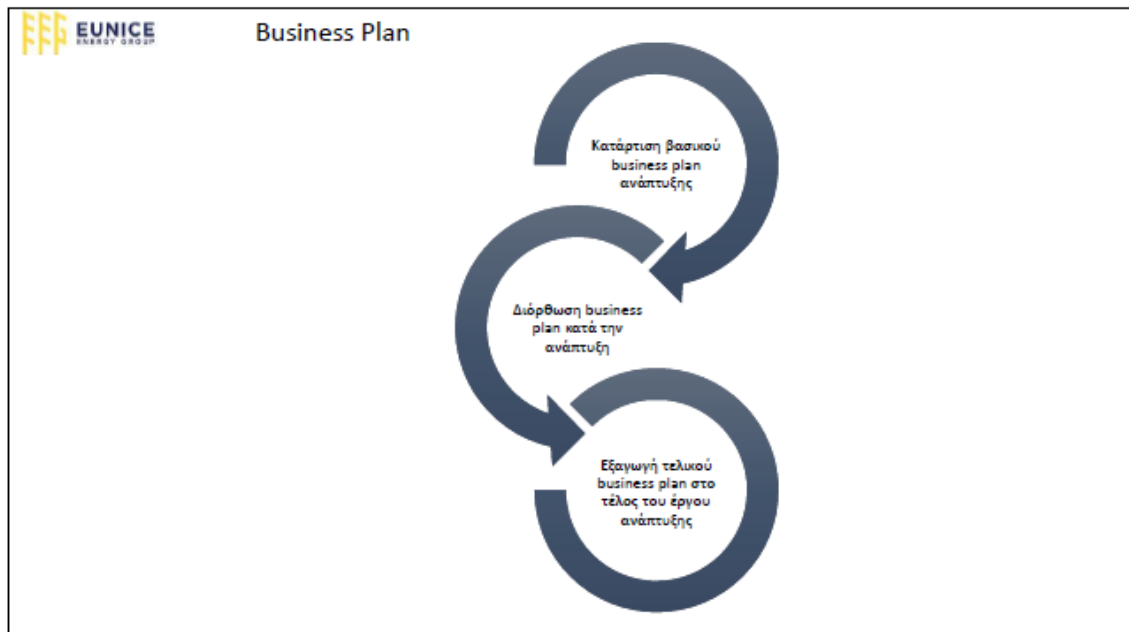 EUNICE
ENERGY GROUP
Business Plan
Κατάρτιση βασικού
business plan
ανάπτυξης
Διόρθωση business
plan κατά την
ανάπτυξη
Εξαγωγή τελικού
business plan στο
τέλος του έργου
ανάπτυξης